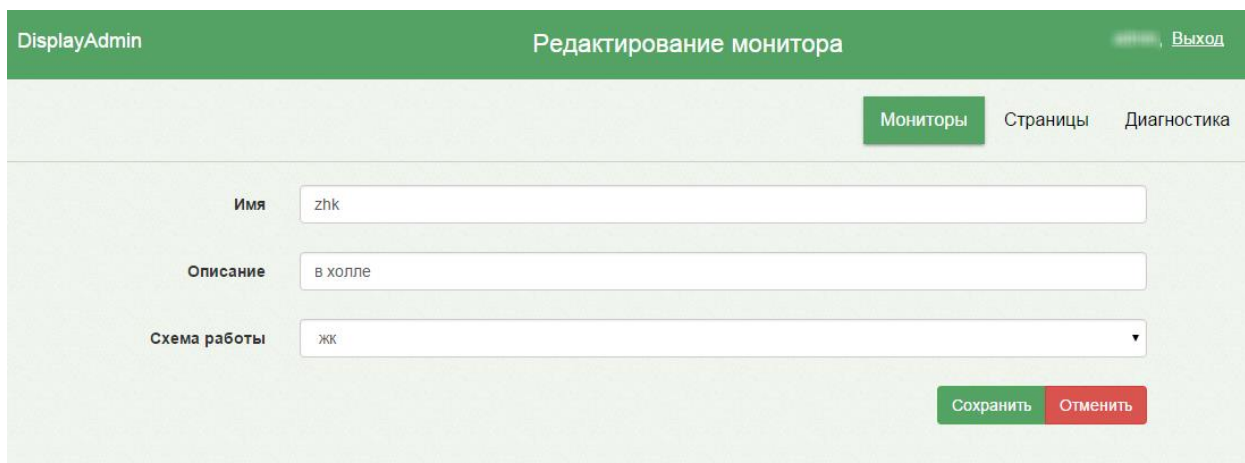 DisplayAdmin
Редактирование монитора
, Выход
Мониторы
Страницы
Диагностика
Имя
zhk
Описание
в холле
Схема работы
жк
Сохранить
Отменить